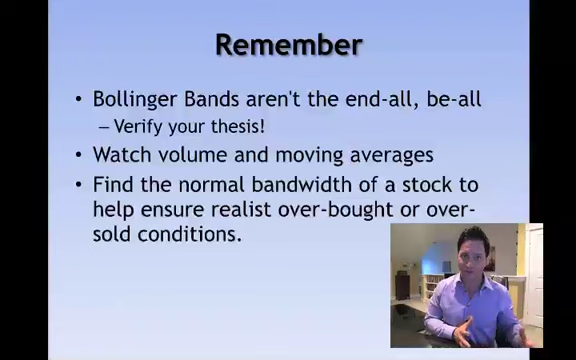 Remember
• Bollinger Bands aren't the end-all, be-all
– Verify your thesis!
• Watch volume and moving averages
• Find the normal bandwidth of a stock to
help ensure realist over-bought or over-
sold conditions.